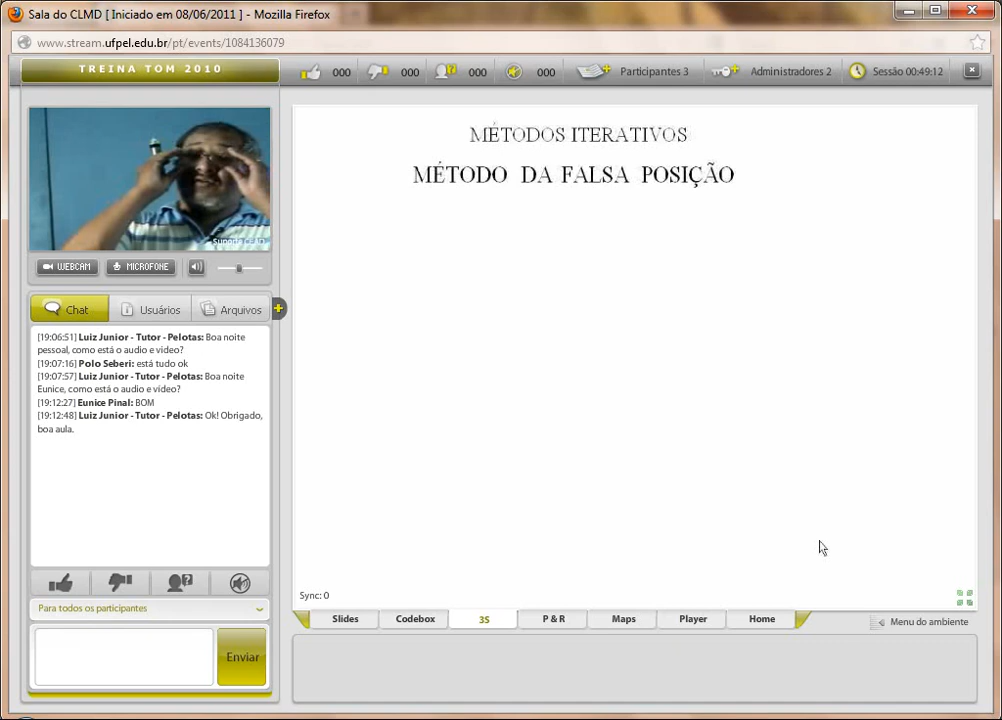 Sala do CLMD [ Iniciado em 08/06/2011 ] - Mozilla Firefox
www.stream.ufpel.edu.br/pt/events/1084136079
TREINA TOM 2010
000
000
000
000
Participantes 3
Administradores 2
Sessão 00:49:12
MÉTODOS ITERATIVOS
MÉTODO DA FALSA POSIÇÃO
Suporte CEAD
WEBCAM
MICROFONE
Chat
Usuários
Arquivos
[19:06:51] Luiz Junior - Tutor - Pelotas: Boa noite
pessoal, como está o audio e video?
[19:07:16] Polo Seberi: está tudo ok
[19:07:57] Luiz Junior - Tutor - Pelotas: Boa noite
Eunice, como está o audio e vídeo?
[19:12:27] Eunice Pinal: BOM
[19:12:48] Luiz Junior - Tutor - Pelotas: Ok! Obrigado,
boa aula.
Para todos os participantes
Enviar
Sync: 0
Slides
Codebox
3S
P & R
Maps
Player
Home
Menu do ambiente